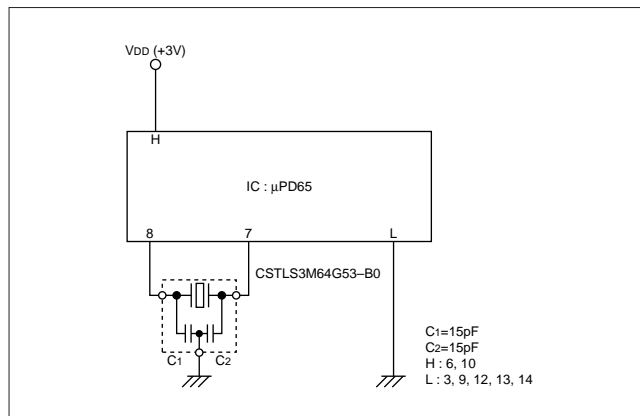 VDD (+3V)
H
IC : μPD65
8 7 L
CSTLS3M64G53–B0
C1 C2
C1=15pF
C2=15pF
H : 6, 10
L : 3, 9, 12, 13, 14